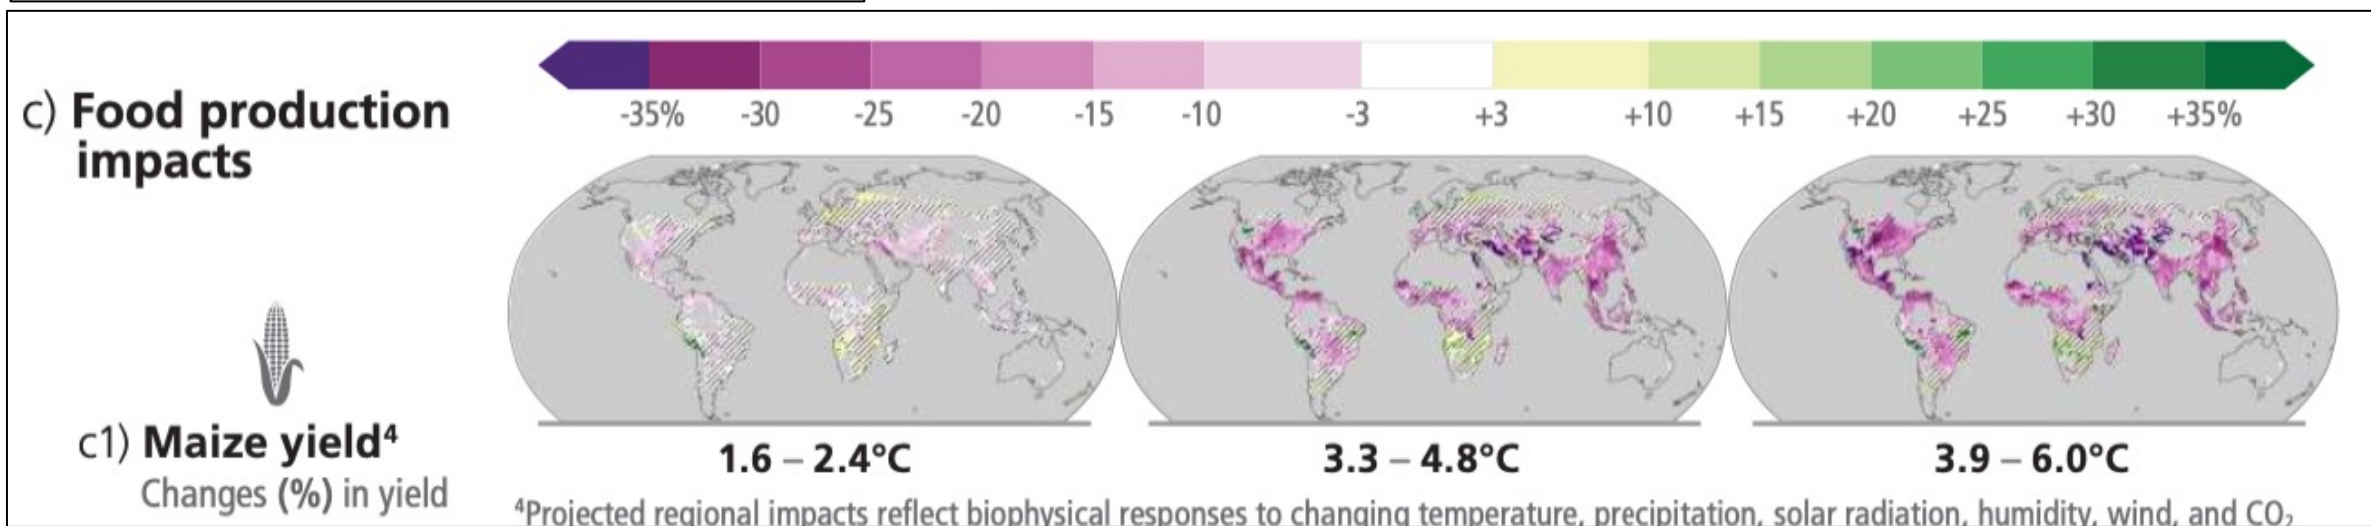 -35% -30 -25 -20 -15 -10 -3 +3 +10 +15 +20 +25 +30 +35%
c) Food production
impacts
c1) Maize yield⁴
Changes (%) in yield
1.6 – 2.4°C
3.3 – 4.8°C
3.9 – 6.0°C
⁴Projected regional impacts reflect biophysical responses to changing temperature, precipitation, solar radiation, humidity, wind, and CO₂